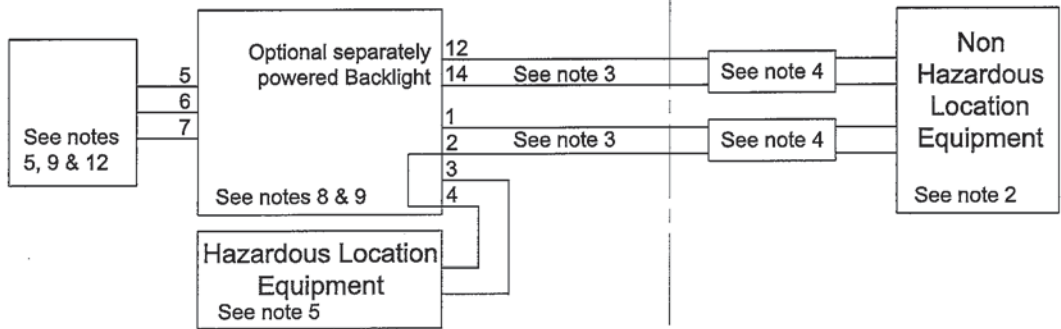 5
6
7
See notes
5, 9 & 12
Optional separately
powered Backlight
See notes 8 & 9
12
14
1
2
3
4
See note 3
See note 4
See note 3
See note 4
Non
Hazardous
Location
Equipment
See note 2
Hazardous Location
Equipment
See note 5